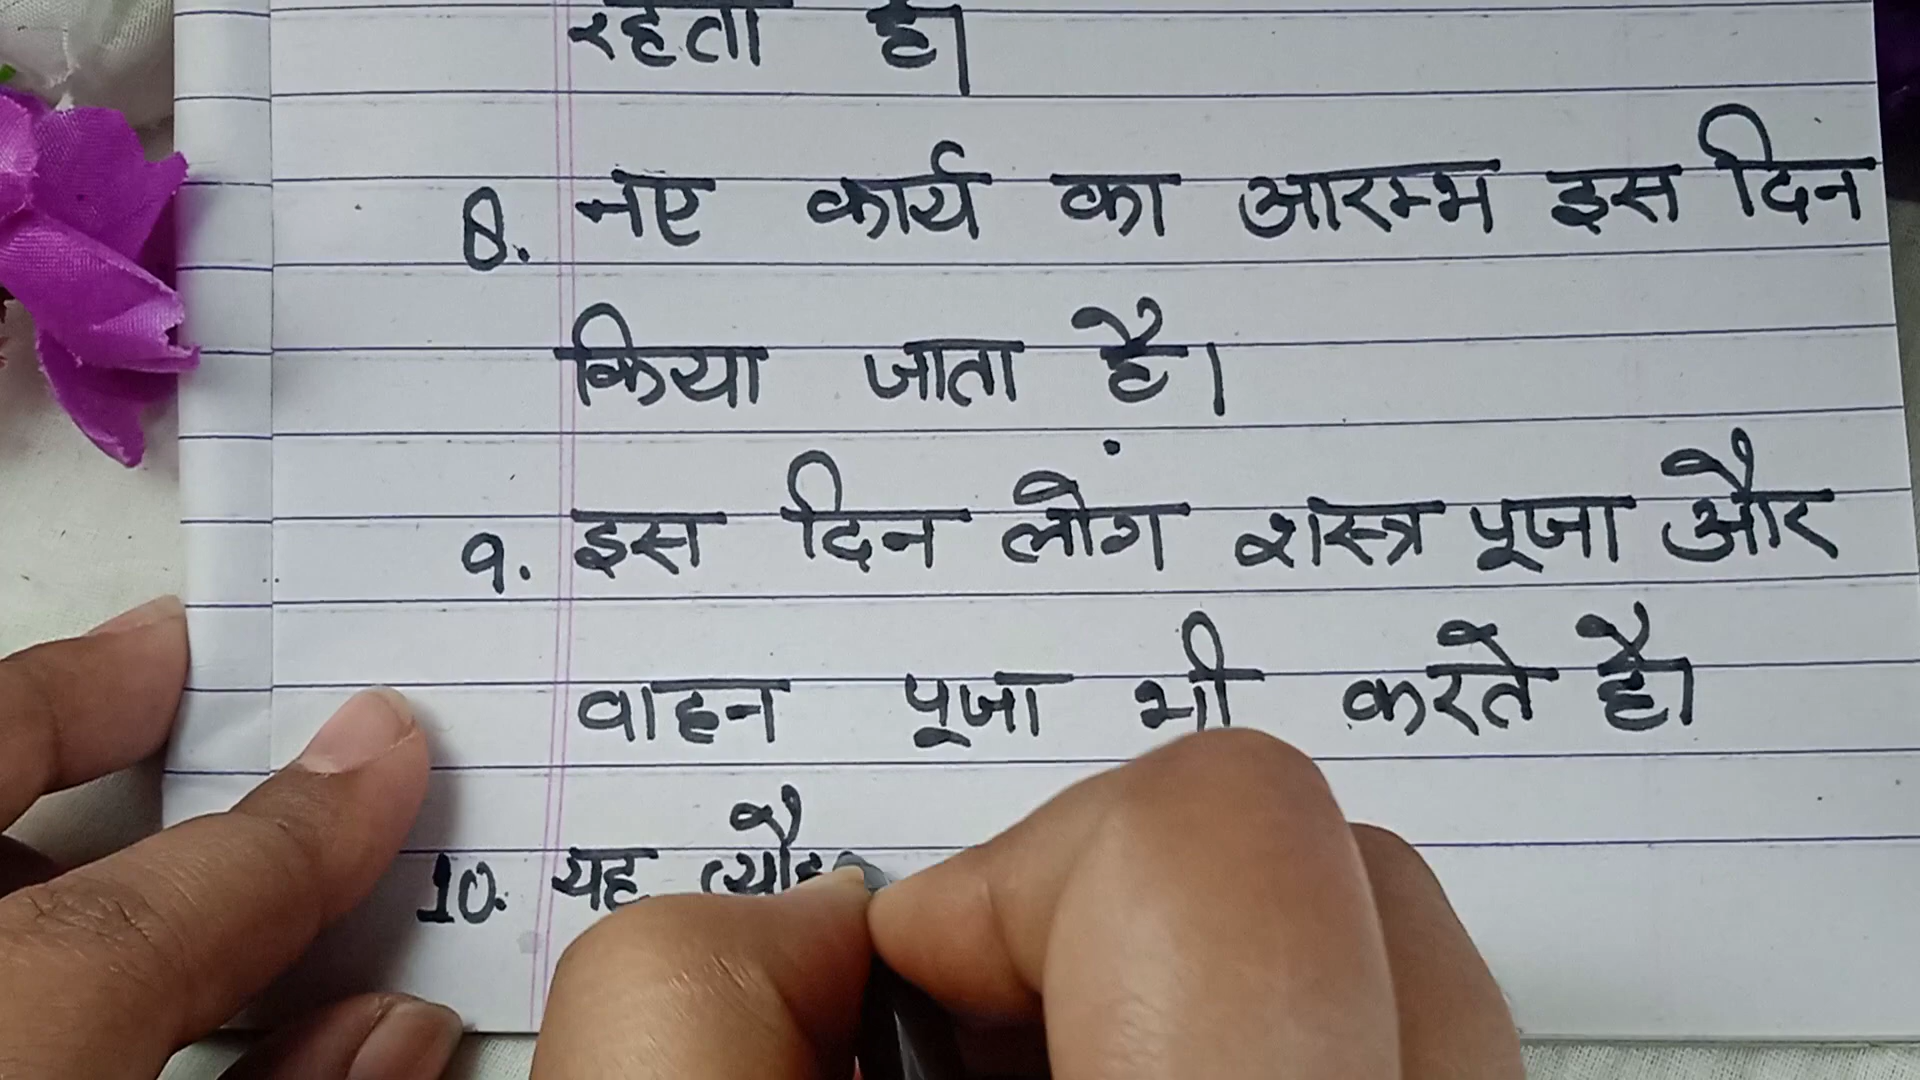 रहता है।
8. नए कार्य का आरम्भ इस दिन
किया जाता है।
9. इस दिन लोंग शस्त्र पूजा और
वाहन पूजा भी करते है।
10. यह